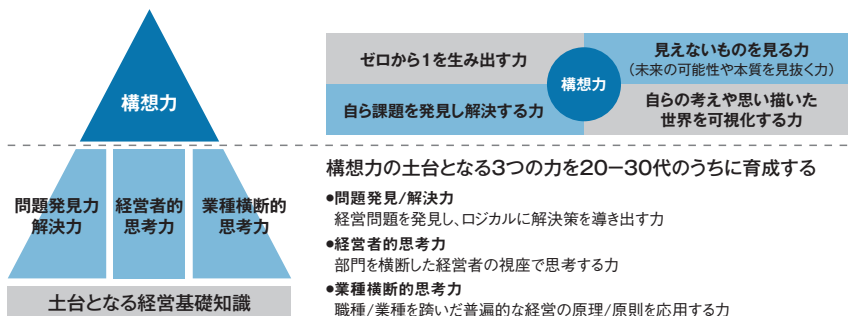 構想力
問題発見力
解決力
経営者的
思考力
業種横断的
思考力
土台となる経営基礎知識
ゼロから1を生み出す力
見えないものを見る力
(未来の可能性や本質を見抜く力)
構想力
自ら課題を発見し解決する力
自らの考えや思い描いた
世界を可視化する力
構想力の土台となる3つの力を20−30代のうちに育成する
●問題発見/解決力
経営問題を発見し、ロジカルに解決策を導き出す力
●経営者的思考力
部門を横断した経営者の視座で思考する力
●業種横断的思考力
職種/業種を跨いだ普遍的な経営の原理/原則を応用する力